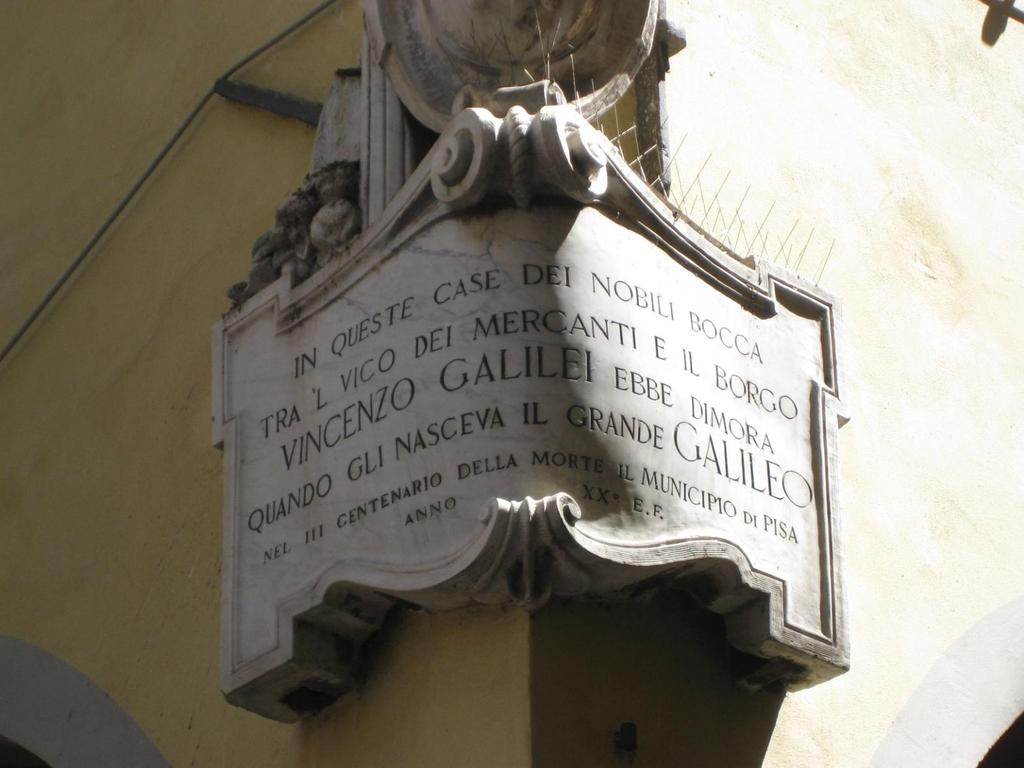 IN QUESTE CASE DEI NOBILI BOCCA
TRA 'L VICO DEI MERCANTI E IL BORGO
VINCENZO GALILEI EBBE DIMORA
QUANDO GLI NASCEVA IL GRANDE GALILEO
NEL III CENTENARIO DELLA MORTE IL MUNICIPIO DI PISA
ANNO XX° E.F.